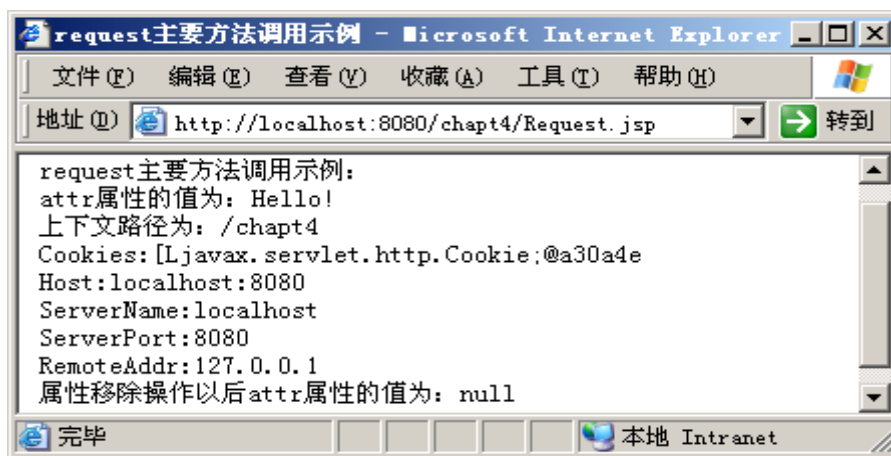 request主要方法调用示例 - Microsoft Internet Explorer
文件(F) 编辑(E) 查看(V) 收藏(A) 工具(T) 帮助(H)
地址(D) http://localhost:8080/chapt4/Request.jsp 转到
request主要方法调用示例:
attr属性的值为: Hello!
上下文路径为: /chapt4
Cookies:[Ljavax.servlet.http.Cookie;@a30a4e
Host:localhost:8080
ServerName:localhost
ServerPort:8080
RemoteAddr:127.0.0.1
属性移除操作以后attr属性的值为: null
完毕 本地 Intranet